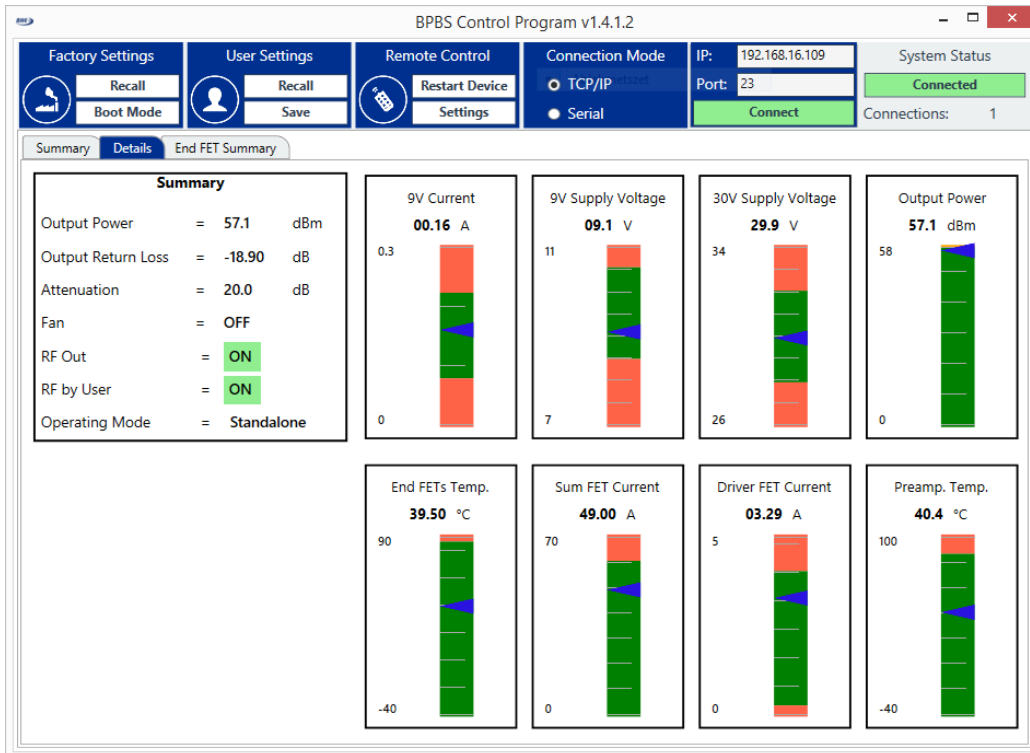 BPBS Control Program v1.4.1.2
Factory Settings
Recall
Boot Mode
User Settings
Recall
Save
Remote Control
Restart Device
Settings
Connection Mode
TCP/IP
Serial
IP: 192.168.16.109
Port: 23
Connect
System Status
Connected
Connections: 1
Summary Details End FET Summary
Summary
Output Power = 57.1 dBm
Output Return Loss = -18.90 dB
Attenuation = 20.0 dB
Fan = OFF
RF Out = ON
RF by User = ON
Operating Mode = Standalone
9V Current
00.16 A
0.3
0
9V Supply Voltage
09.1 V
11
7
30V Supply Voltage
29.9 V
34
26
Output Power
57.1 dBm
58
0
End FETs Temp.
39.50 °C
90
-40
Sum FET Current
49.00 A
70
0
Driver FET Current
03.29 A
5
0
Preamp. Temp.
40.4 °C
100
-40